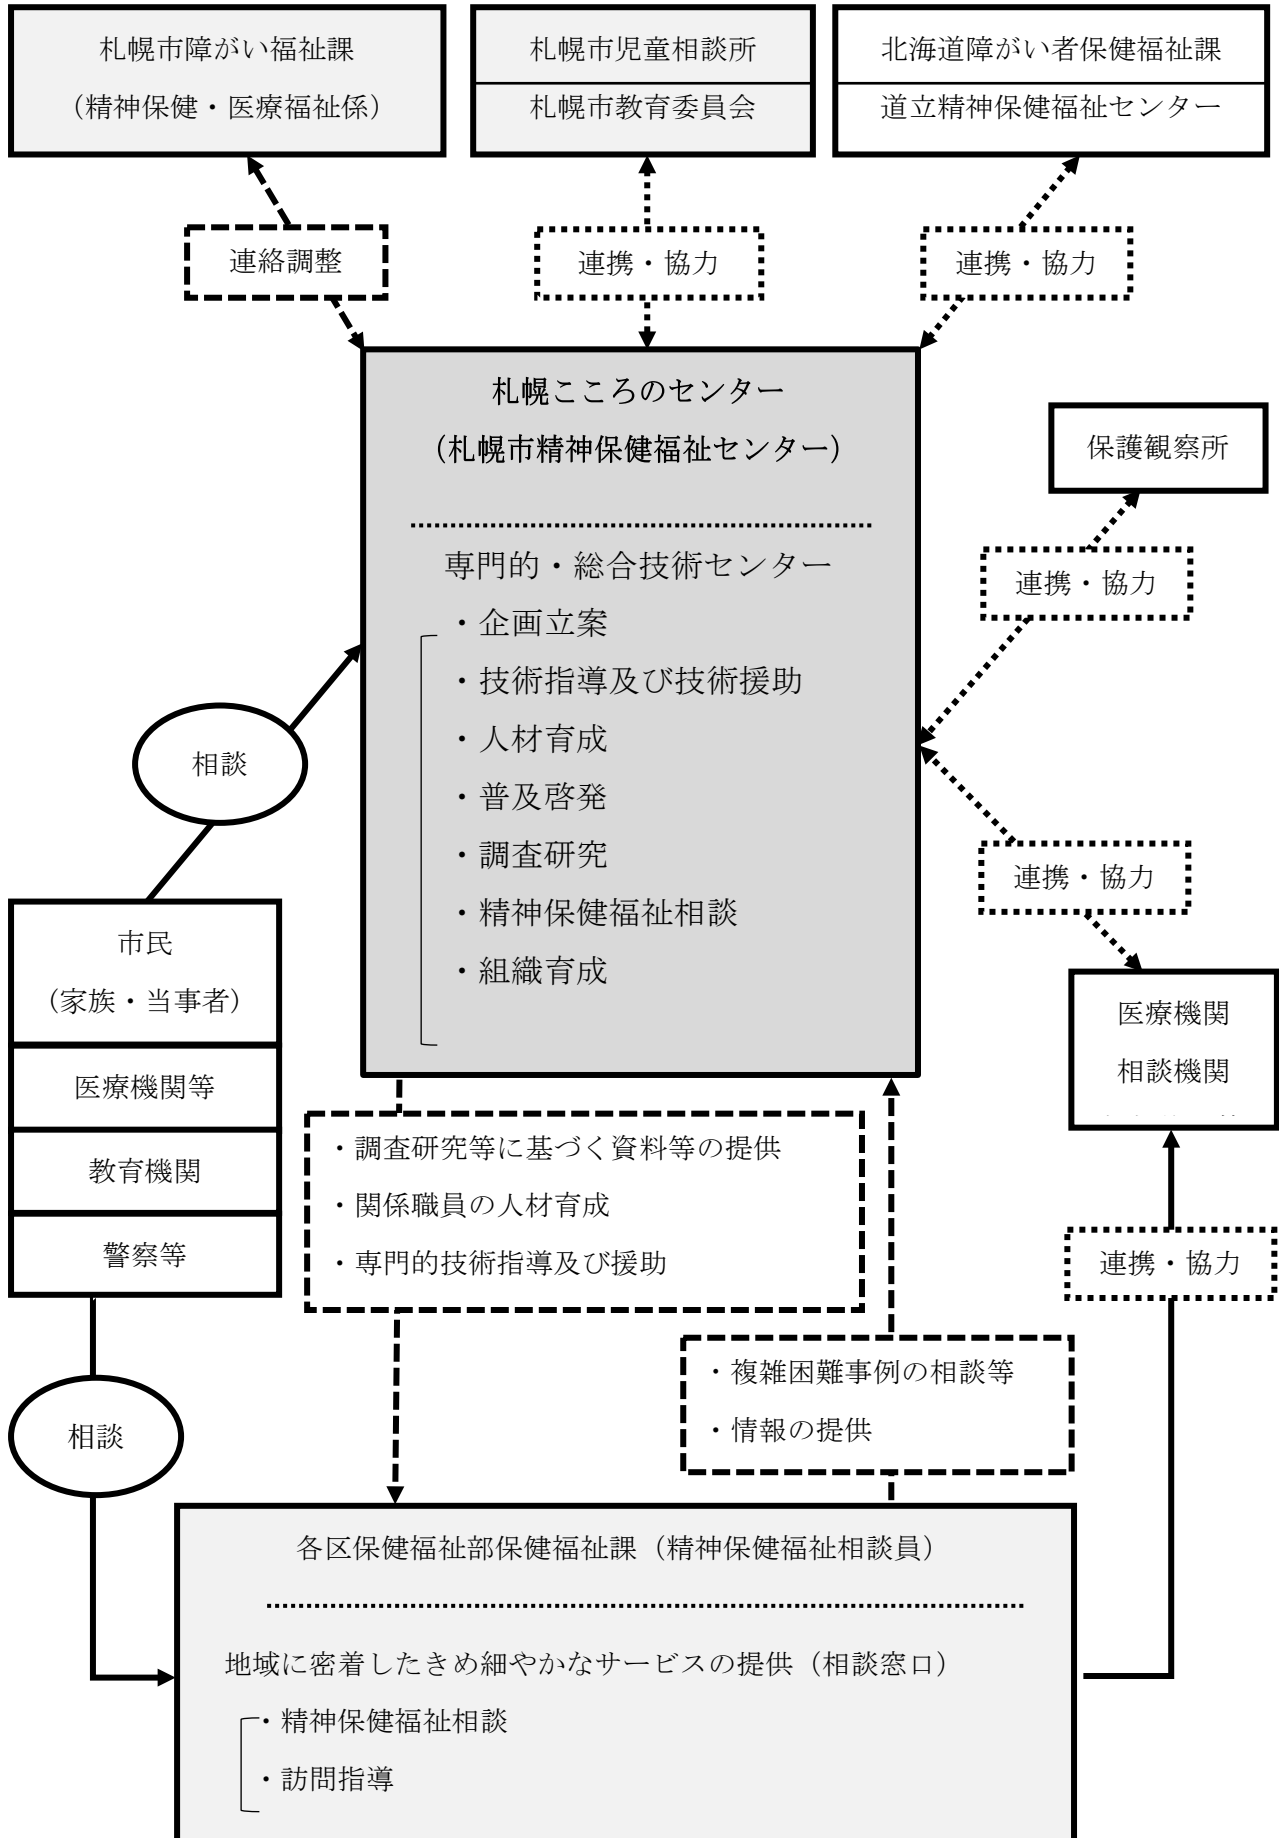 札幌市障がい福祉課
（精神保健・医療福祉係）
札幌市児童相談所
札幌市教育委員会
北海道障がい者保健福祉課
道立精神保健福祉センター
連絡調整
連携・協力
連携・協力
札幌こころのセンター
（札幌市精神保健福祉センター）
専門的・総合技術センター
・企画立案
・技術指導及び技術援助
・人材育成
・普及啓発
・調査研究
・精神保健福祉相談
・組織育成
保護観察所
連携・協力
連携・協力
医療機関
相談機関
連携・協力
相談
市民
（家族・当事者）
医療機関等
教育機関
警察等
相談
・調査研究等に基づく資料等の提供
・関係職員の人材育成
・専門的技術指導及び援助
・複雑困難事例の相談等
・情報の提供
各区保健福祉部保健福祉課（精神保健福祉相談員）
地域に密着したきめ細やかなサービスの提供（相談窓口）
・精神保健福祉相談
・訪問指導